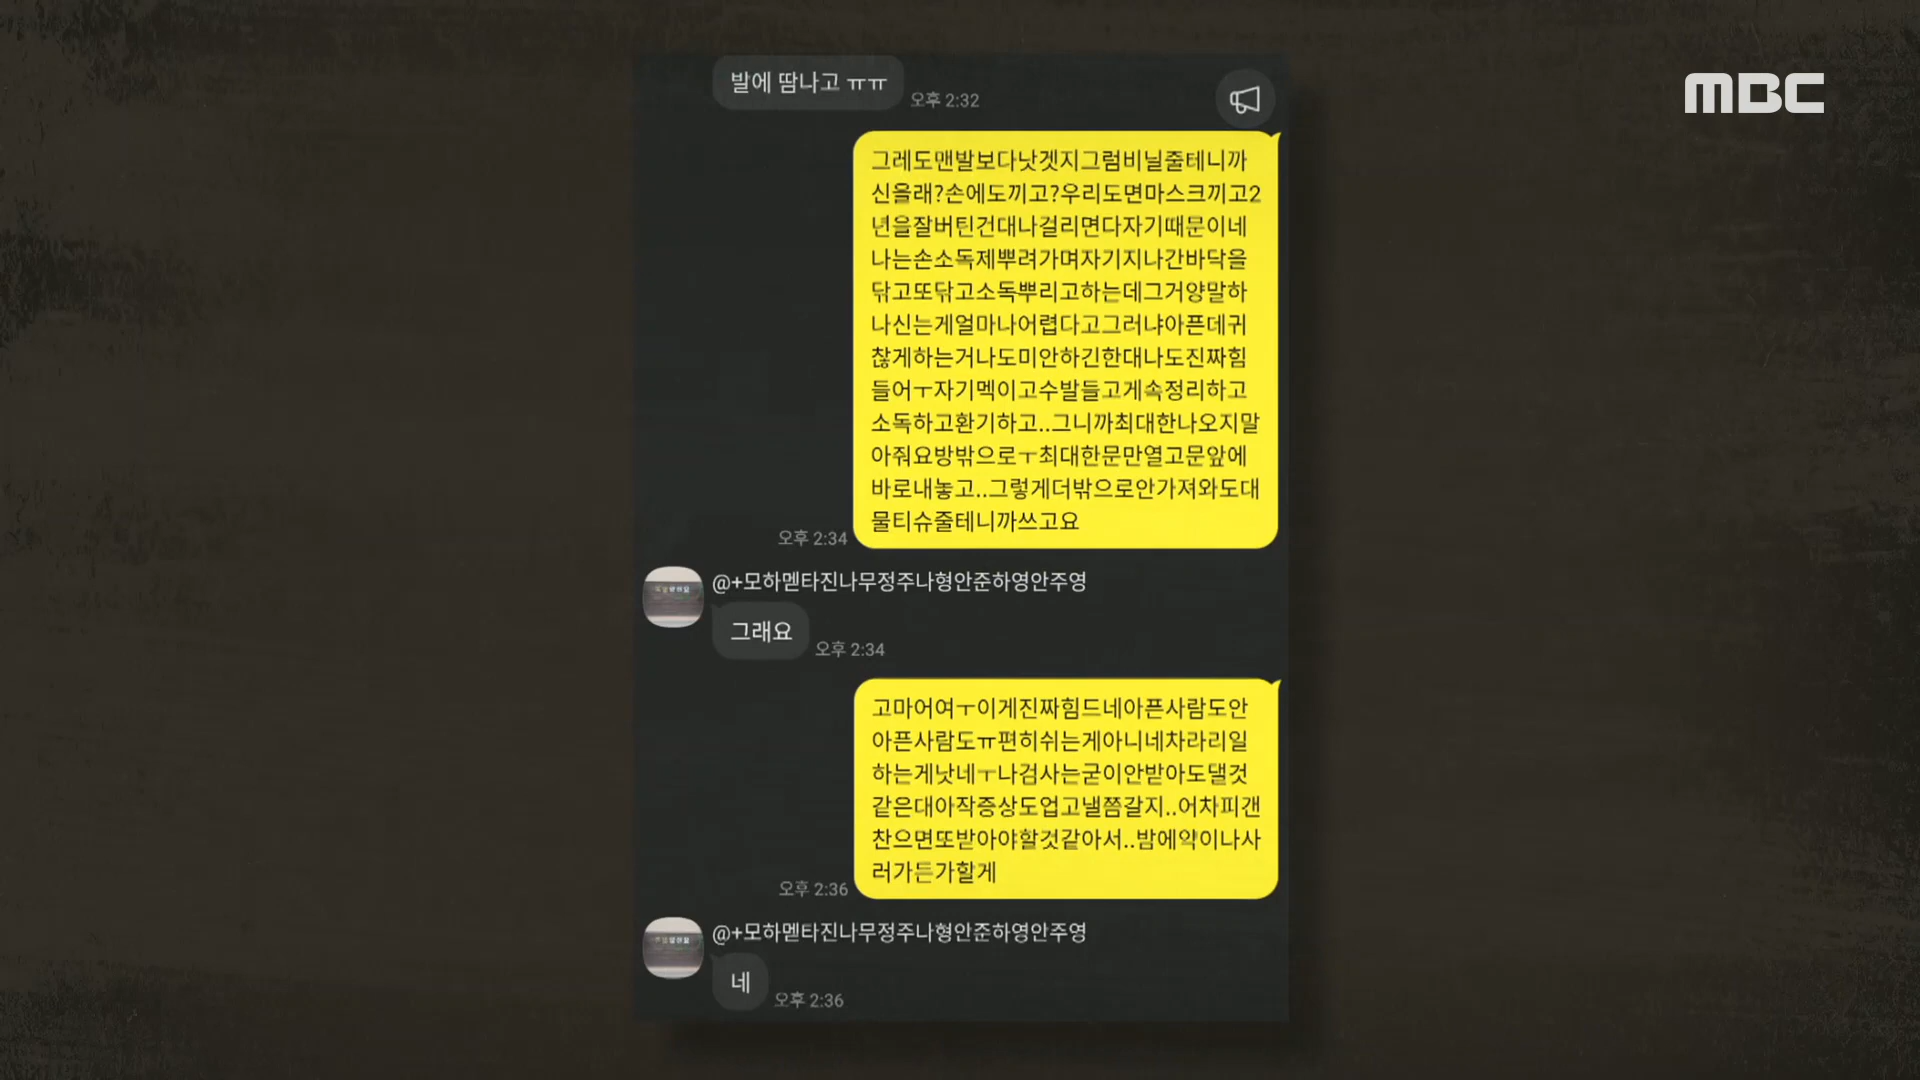 발에 땀나고 ㅠㅠ
오후 2:32
MBC
그레도맨발보다낫겟지그럼비닐줄테니까
신을래?손에도끼고?우리도면마스크끼고2
년을잘버틴건대나걸리면다자기때문이네
나는손소독제뿌려가며자기지나간바닥을
닦고또닦고소독뿌리고하는데그거양말하
나신는게얼마나어렵다고그러냐아픈데귀
찮게하는거나도미안하긴한대나도진짜힘
들어ㅜ자기멕이고수발들고게속정리하고
소독하고환기하고..그니까최대한나오지말
아줘요방밖으로ㅜ최대한문만열고문앞에
바로내놓고..그렇게더밖으로안가져와도대
물티슈줄테니까쓰고요
오후 2:34
@+모하멛타진나무정주나형안준하영안주영
그래요
오후 2:34
고마어여ㅜ이게진짜힘드네아픈사람도안
아픈사람도ㅠ편히쉬는게아니네차라리일
하는게낫네ㅜ나검사는굳이안받아도댈것
같은대아작증상도업고낼쯤갈지..어차피갠
찬으면또받아야할것같아서..밤에약이나사
러가든가할게
오후 2:36
@+모하멛타진나무정주나형안준하영안주영
네
오후 2:36